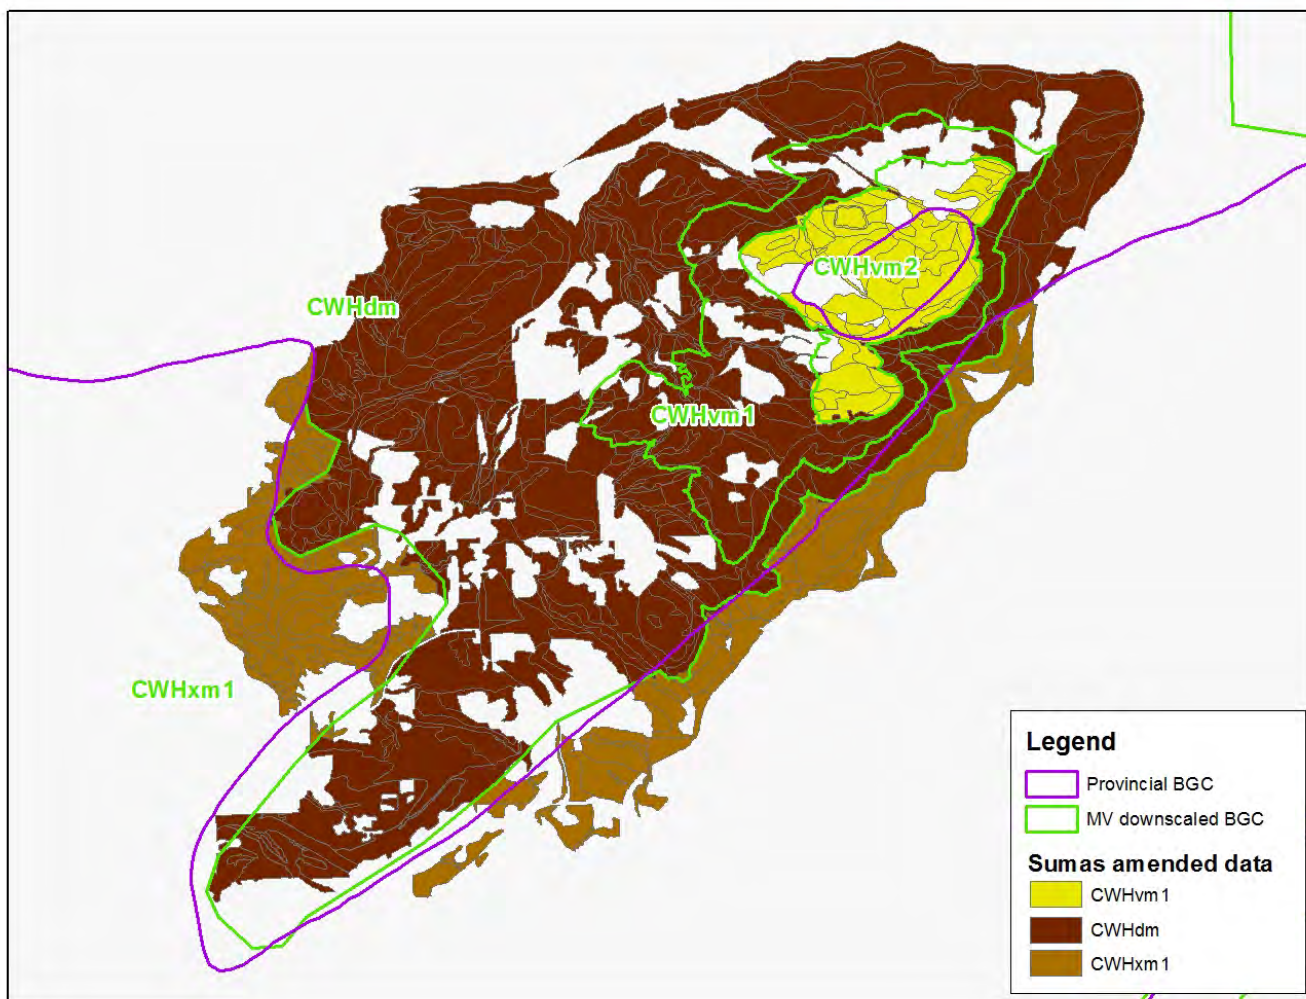 CWHvm2
CWHdm
CWHvm1
CWHxm1
Legend
Provincial BGC
MV downscaled BGC
Sumas amended data
CWHvm1
CWHdm
CWHxm1